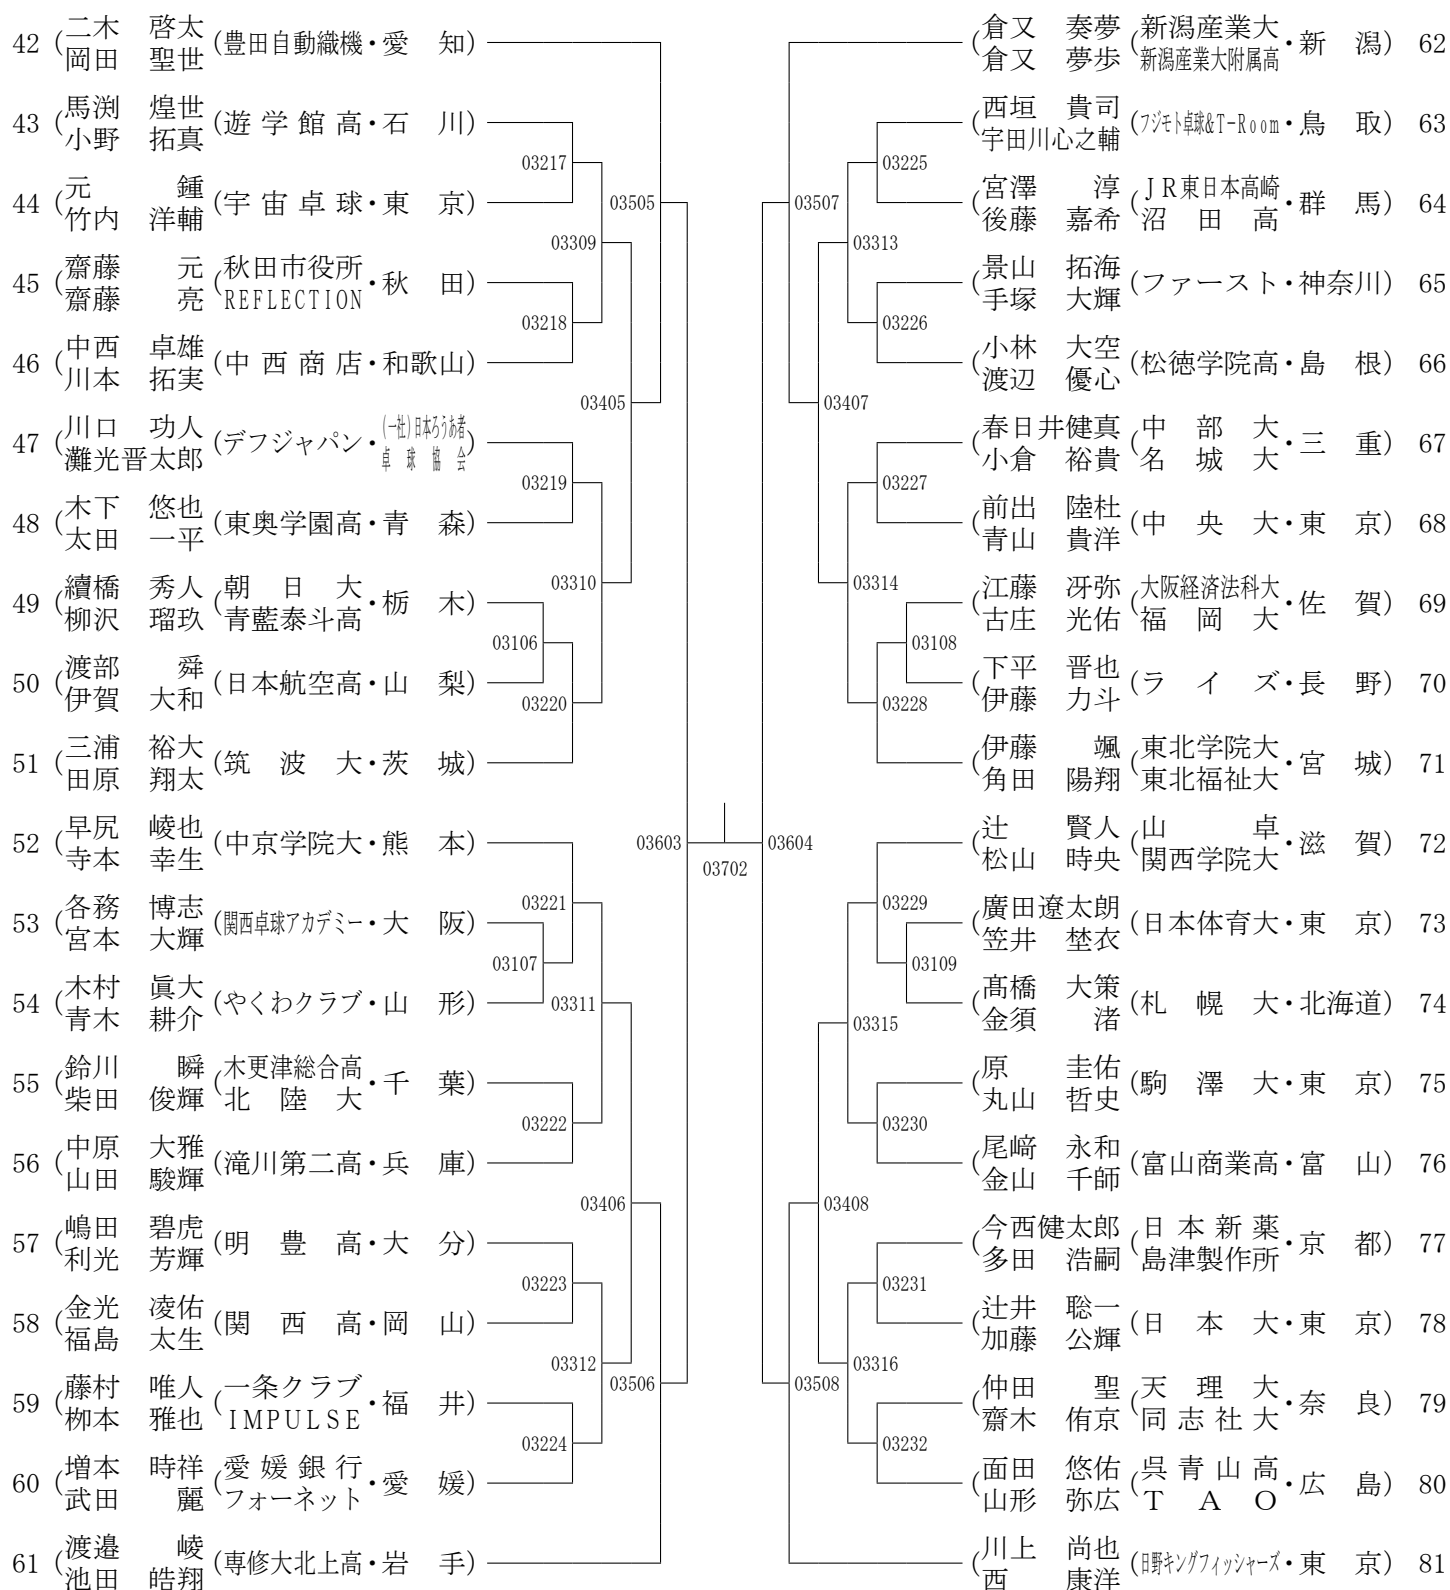 42 (二木 啓太 (豊田自動織機・愛 知)
岡田 聖世
43 (馬渕 煌世 (遊学館高・石 川)
小野 拓真
03217
44 (元 鍾 (宇宙卓球・東 京)
竹内 洋輔
03505
03309
45 (齋藤 元 (秋田市役所・秋 田)
齋藤 亮 REFLECTION
03218
46 (中西 卓雄 (中西商店・和歌山)
川本 拓実
03405
47 (川口 功人 (デフジャパン・(一社)日本ろうあ者卓球協会)
灘光晋太郎
03219
48 (木下 悠也 (東奥学園高・青 森)
太田 一平
03310
49 (續橋 秀人 (朝日大・栃 木)
柳沢 瑠玖 青藍泰斗高
03106
50 (渡部 舜 (日本航空高・山 梨)
伊賀 大和
03220
51 (三浦 裕大 (筑波大・茨 城)
田原 翔太
52 (早尻 崚也 (中京学院大・熊 本)
寺本 幸生
03603
03702
03221
53 (各務 博志 (関西卓球アカデミー・大 阪)
宮本 大輝
03107
54 (木村 眞大 (やくわクラブ・山 形)
青木 耕介
03311
55 (鈴川 瞬 (木更津総合高・千 葉)
柴田 俊輝 北陸大
03222
56 (中原 大雅 (滝川第二高・兵 庫)
山田 駿輝
03406
57 (嶋田 碧虎 (明豊高・大 分)
利光 芳輝
03223
58 (金光 凌佑 (関西高・岡 山)
福島 太生
03312
03506
59 (藤村 唯人 (一条クラブ・福 井)
栁本 雅也 IMPULSE
03224
60 (増本 時祥 (愛媛銀行・愛 媛)
武田 麗 フォーネット
61 (渡邉 崚 (専修大北上高・岩 手)
池田 皓翔
(倉又 奏夢 (新潟産業大・新 潟) 62
倉又 夢歩 新潟産業大附属高
(西垣 貴司 (フジモト卓球&T-Room・鳥 取) 63
宇田川心之輔
03225
(宮澤 淳 (JR東日本高崎・群 馬) 64
後藤 嘉希 沼田高
03507
03313
(景山 拓海 (ファースト・神奈川) 65
手塚 大輝
03226
(小林 大空 (松徳学院高・島 根) 66
渡辺 優心
03407
(春日井健真 (中部大・三 重) 67
小倉 裕貴 名城大
03227
(前出 陸杜 (中央大・東 京) 68
青山 貴洋
03314
(江藤 冴弥 (大阪経済法科大・佐 賀) 69
古庄 光佑 福岡大
03108
(下平 晋也 (ライズ・長 野) 70
伊藤 力斗
03228
(伊藤 颯 (東北学院大・宮 城) 71
角田 陽翔 東北福祉大
03604
(辻 賢人 (山卓・滋 賀) 72
松山 時央 関西学院大
03229
(廣田遼太朗 (日本体育大・東 京) 73
笠井 埜衣
03109
(髙橋 大策 (札幌大・北海道) 74
金須 渚
03315
(原 圭佑 (駒澤大・東 京) 75
丸山 哲史
03230
(尾﨑 永和 (富山商業高・富 山) 76
金山 千師
03408
(今西健太郎 (日本新薬・京 都) 77
多田 浩嗣 島津製作所
03231
(辻井 聡一 (日本大・東 京) 78
加藤 公輝
03316
03508
(仲田 聖 (天理大・奈 良) 79
齋木 侑京 同志社大
03232
(面田 悠佑 (呉青山高・広 島) 80
山形 弥広 TAO
(川上 尚也 (日野キングフィッシャーズ・東 京) 81
西 康洋